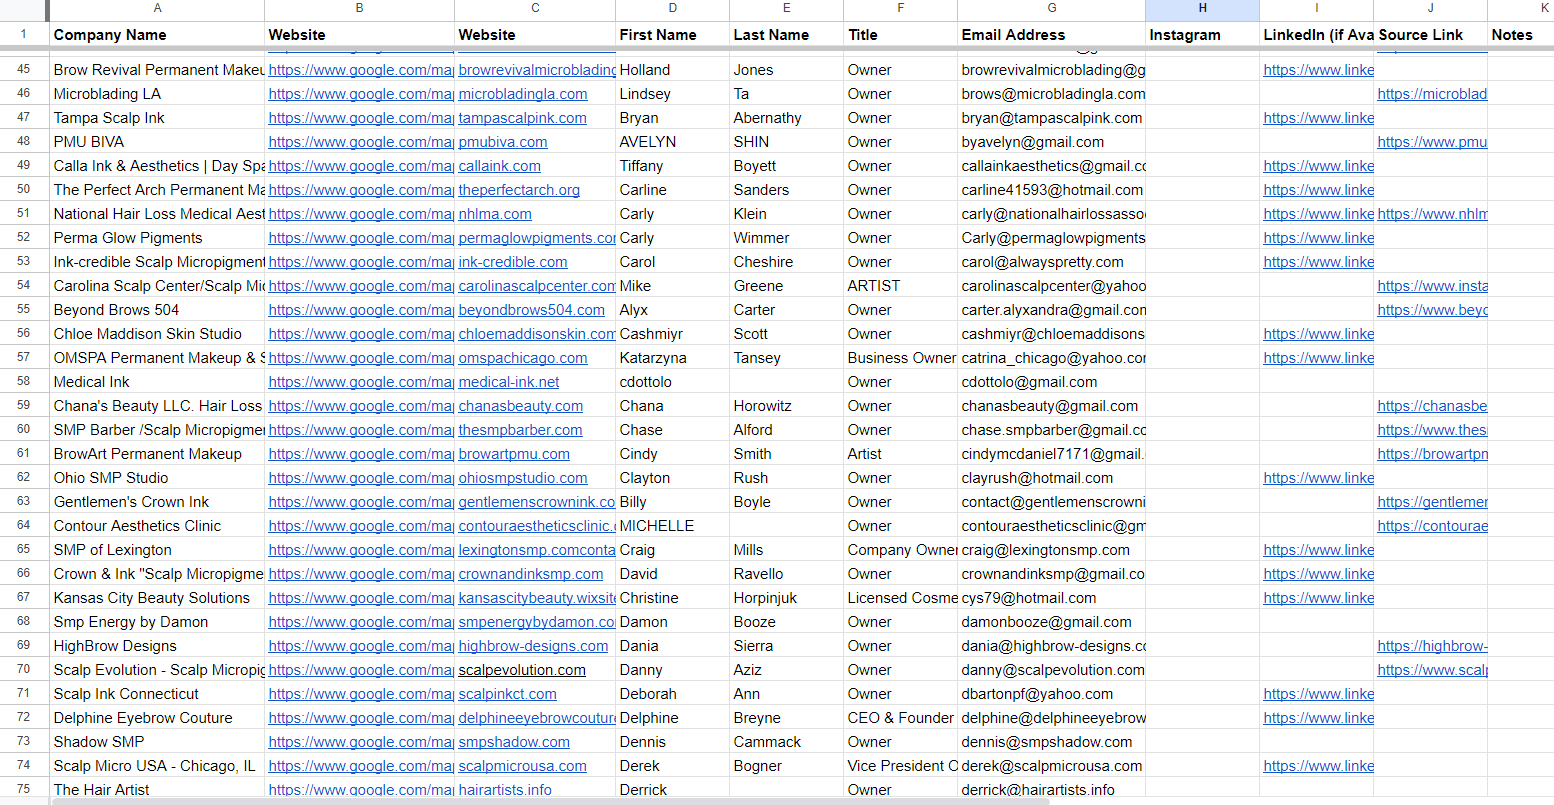 A B C D E F G H I J K
1 Company Name Website Website First Name Last Name Title Email Address Instagram LinkedIn (if Ava Source Link Notes
45 Brow Revival Permanent Makeu https://www.google.com/ma browrevivalmicroblading Holland Jones Owner browrevivalmicroblading@g https://www.linke
46 Microblading LA https://www.google.com/ma microbladingla.com Lindsey Ta Owner brows@microbladingla.com https://microblad
47 Tampa Scalp Ink https://www.google.com/ma tampascalpink.com Bryan Abernathy Owner bryan@tampascalpink.com https://www.linke
48 PMU BIVA https://www.google.com/ma pmubiva.com AVELYN SHIN Owner byavelyn@gmail.com https://www.pmu
49 Calla Ink & Aesthetics | Day Spa https://www.google.com/ma callaink.com Tiffany Boyett Owner callainkaesthetics@gmail.co https://www.linke
50 The Perfect Arch Permanent Ma https://www.google.com/ma theperfectarch.org Carline Sanders Owner carline41593@hotmail.com https://www.linke
51 National Hair Loss Medical Aest https://www.google.com/ma nhlma.com Carly Klein Owner carly@nationalhairlossasso https://www.linke https://www.nhlm
52 Perma Glow Pigments https://www.google.com/ma permaglowpigments.com Carly Wimmer Owner Carly@permaglowpigments https://www.linke
53 Ink-credible Scalp Micropigment https://www.google.com/ma ink-credible.com Carol Cheshire Owner carol@alwayspretty.com https://www.linke
54 Carolina Scalp Center/Scalp Mic https://www.google.com/ma carolinascalpcenter.com Mike Greene ARTIST carolinascalpcenter@yahoo https://www.insta
55 Beyond Brows 504 https://www.google.com/ma beyondbrows504.com Alyx Carter Owner carter.alyxandra@gmail.com https://www.beyo
56 Chloe Maddison Skin Studio https://www.google.com/ma chloemaddisonskin.com Cashmiyr Scott Owner cashmiyr@chloemaddisons https://www.linke
57 OMSPA Permanent Makeup & S https://www.google.com/ma omspachicago.com Katarzyna Tansey Business Owner catrina_chicago@yahoo.com https://www.linke
58 Medical Ink https://www.google.com/ma medical-ink.net cdottolo Owner cdottolo@gmail.com
59 Chana's Beauty LLC. Hair Loss https://www.google.com/ma chanasbeauty.com Chana Horowitz Owner chanasbeauty@gmail.com https://chanasbe
60 SMP Barber /Scalp Micropigmen https://www.google.com/ma thesmpbarber.com Chase Alford Owner chase.smpbarber@gmail.co https://www.thes
61 BrowArt Permanent Makeup https://www.google.com/ma browartpmu.com Cindy Smith Artist cindymcdaniel7171@gmail. https://browartpm
62 Ohio SMP Studio https://www.google.com/ma ohiosmpstudio.com Clayton Rush Owner clayrush@hotmail.com https://www.linke
63 Gentlemen's Crown Ink https://www.google.com/ma gentlemenscrownink.co Billy Boyle Owner contact@gentlemenscrowni https://gentlemen
64 Contour Aesthetics Clinic https://www.google.com/ma contouraestheticsclinic.c MICHELLE Owner contouraestheticsclinic@gm https://contourae
65 SMP of Lexington https://www.google.com/ma lexingtonsmp.comconta Craig Mills Company Owner craig@lexingtonsmp.com https://www.linke
66 Crown & Ink "Scalp Micropigme https://www.google.com/ma crownandinksmp.com David Ravello Owner crownandinksmp@gmail.co https://www.linke
67 Kansas City Beauty Solutions https://www.google.com/ma kansascitybeauty.wixsite Christine Horpinjuk Licensed Cosme cys79@hotmail.com https://www.linke
68 Smp Energy by Damon https://www.google.com/ma smpenergybydamon.co Damon Booze Owner damonbooze@gmail.com
69 HighBrow Designs https://www.google.com/ma highbrow-designs.com Dania Sierra Owner dania@highbrow-designs.co https://highbrow-
70 Scalp Evolution - Scalp Micropig https://www.google.com/ma scalpevolution.com Danny Aziz Owner danny@scalpevolution.com https://www.scalp
71 Scalp Ink Connecticut https://www.google.com/ma scalpinkct.com Deborah Ann Owner dbartonpf@yahoo.com https://www.linke
72 Delphine Eyebrow Couture https://www.google.com/ma delphineeyebrowcouture Delphine Breyne CEO & Founder delphine@delphineeyebrow https://www.linke
73 Shadow SMP https://www.google.com/ma smpshadow.com Dennis Cammack Owner dennis@smpshadow.com
74 Scalp Micro USA - Chicago, IL https://www.google.com/ma scalpmicrousa.com Derek Bogner Vice President O derek@scalpmicrousa.com https://www.linke
75 The Hair Artist https://www.google.com/ma hairartists.info Derrick Owner derrick@hairartists.info